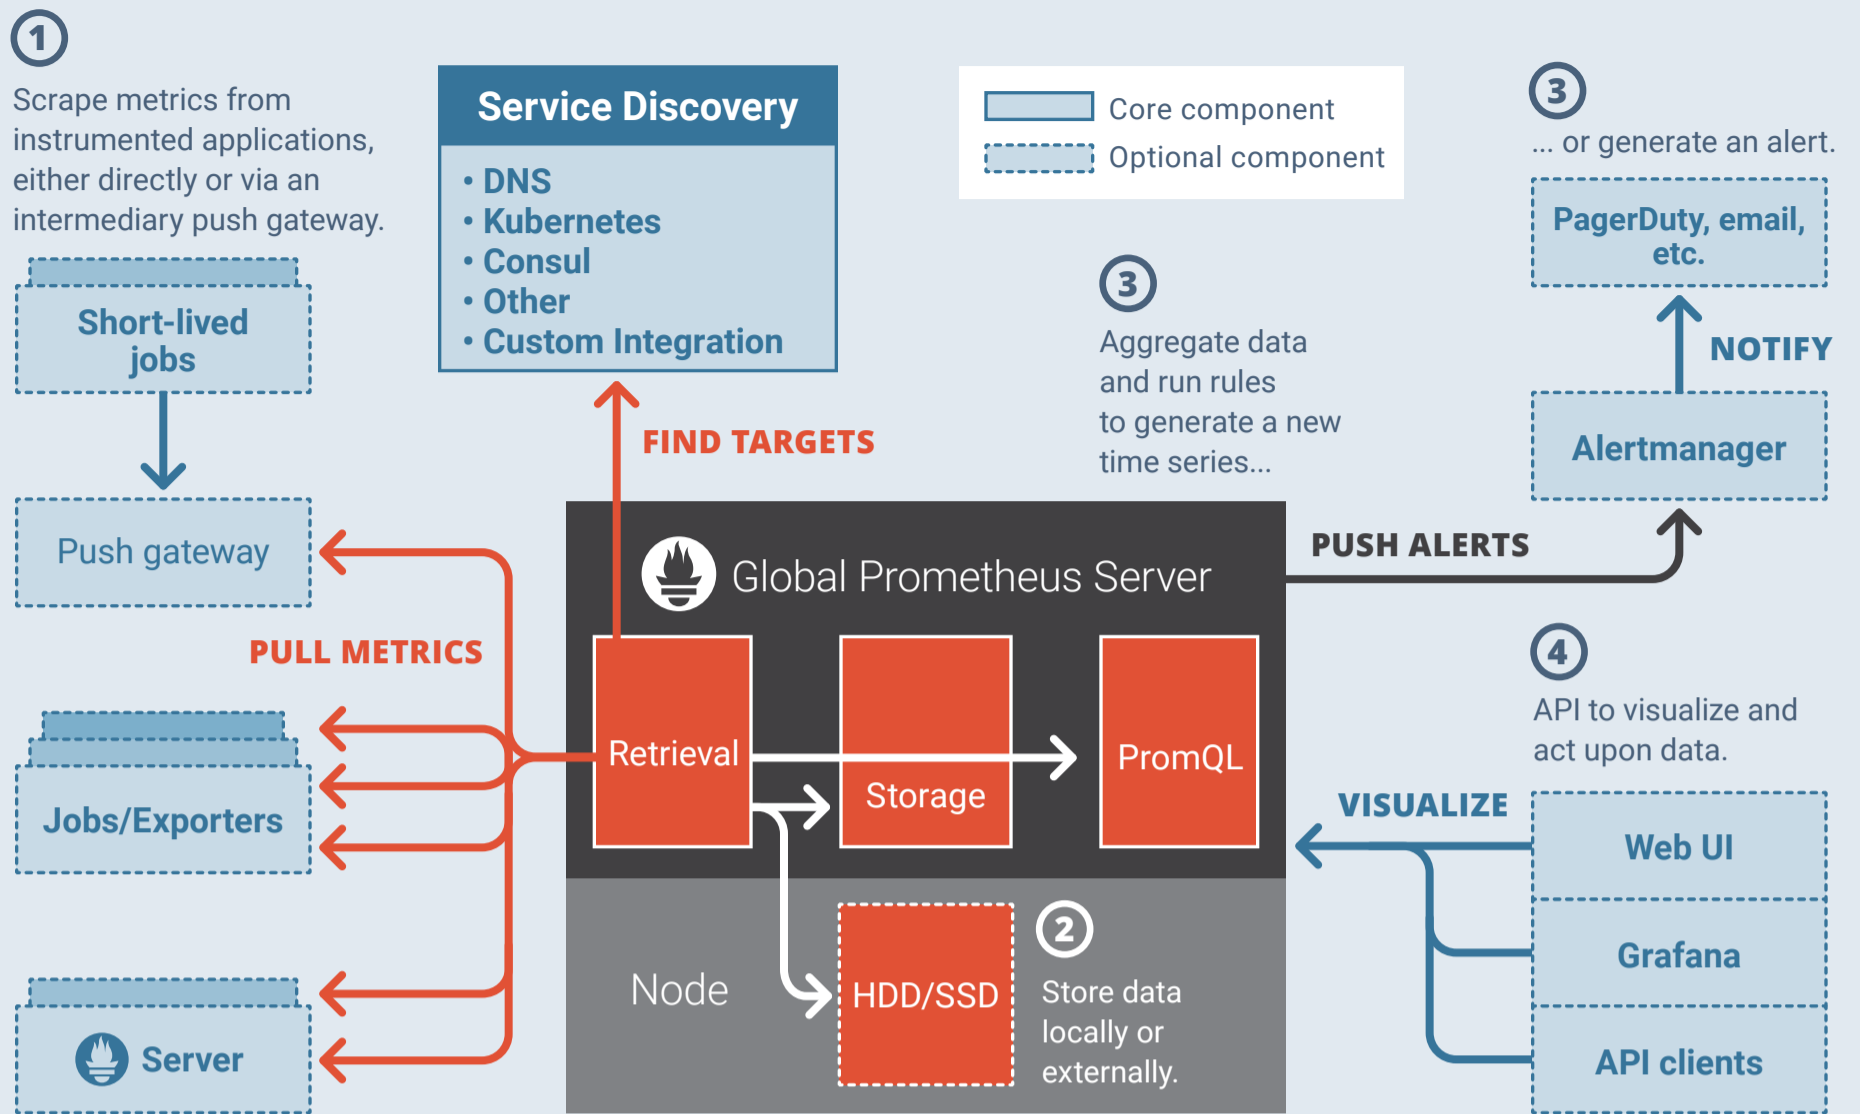 1
Scrape metrics from
instrumented applications,
either directly or via an
intermediary push gateway.
Short-lived
jobs
Push gateway
PULL METRICS
Jobs/Exporters
Server
Service Discovery
• DNS
• Kubernetes
• Consul
• Other
• Custom Integration
FIND TARGETS
Core component
Optional component
3
Aggregate data
and run rules
to generate a new
time series...
Global Prometheus Server
Retrieval
Storage
PromQL
Node
HDD/SSD
2
Store data
locally or
externally.
3
... or generate an alert.
PagerDuty, email,
etc.
NOTIFY
Alertmanager
PUSH ALERTS
4
API to visualize and
act upon data.
VISUALIZE
Web UI
Grafana
API clients